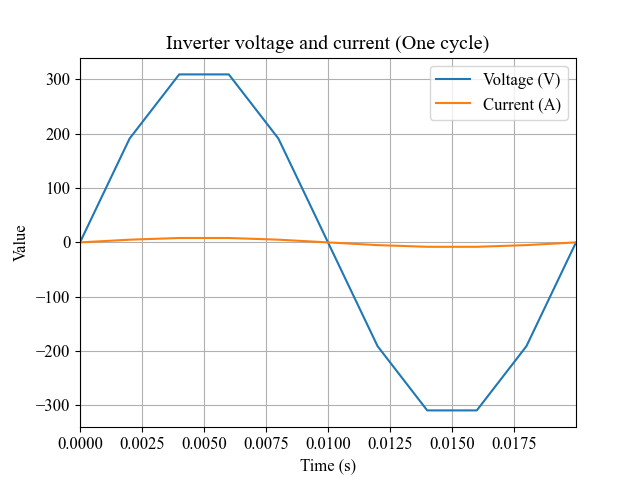 Inverter voltage and current (One cycle)
Voltage (V)
Current (A)
Value
300
200
100
0
−100
−200
−300
0.0000 0.0025 0.0050 0.0075 0.0100 0.0125 0.0150 0.0175
Time (s)